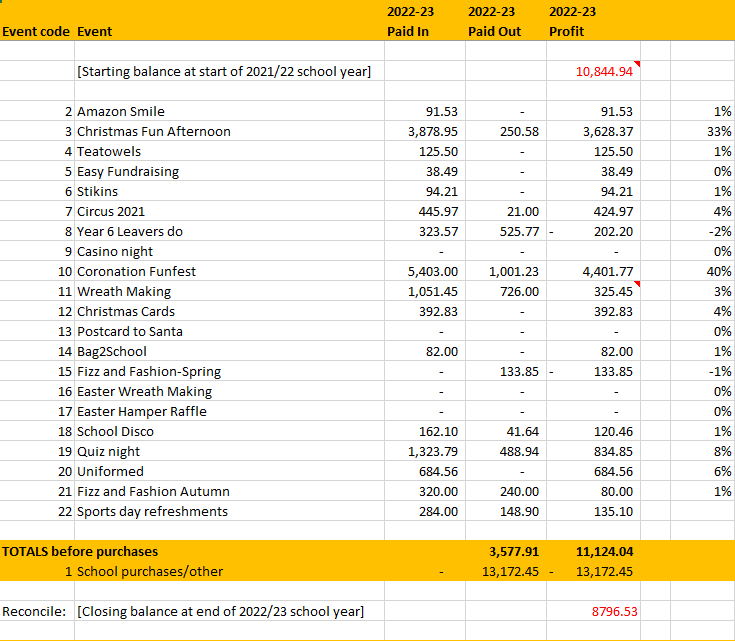 2022-23 2022-23 2022-23
Event code Event Paid In Paid Out Profit
[Starting balance at start of 2021/22 school year] 10,844.94
2 Amazon Smile 91.53 - 91.53 1%
3 Christmas Fun Afternoon 3,878.95 250.58 3,628.37 33%
4 Teatowels 125.50 - 125.50 1%
5 Easy Fundraising 38.49 - 38.49 0%
6 Stikins 94.21 - 94.21 1%
7 Circus 2021 445.97 21.00 424.97 4%
8 Year 6 Leavers do 323.57 525.77 - 202.20 -2%
9 Casino night - - - 0%
10 Coronation Funfest 5,403.00 1,001.23 4,401.77 40%
11 Wreath Making 1,051.45 726.00 325.45 3%
12 Christmas Cards 392.83 - 392.83 4%
13 Postcard to Santa - - - 0%
14 Bag2School 82.00 - 82.00 1%
15 Fizz and Fashion-Spring - 133.85 - 133.85 -1%
16 Easter Wreath Making - - - 0%
17 Easter Hamper Raffle - - - 0%
18 School Disco 162.10 41.64 120.46 1%
19 Quiz night 1,323.79 488.94 834.85 8%
20 Uniformed 684.56 - 684.56 6%
21 Fizz and Fashion Autumn 320.00 240.00 80.00 1%
22 Sports day refreshments 284.00 148.90 135.10
TOTALS before purchases 3,577.91 11,124.04
1 School purchases/other - 13,172.45 - 13,172.45
Reconcile: [Closing balance at end of 2022/23 school year] 8796.53